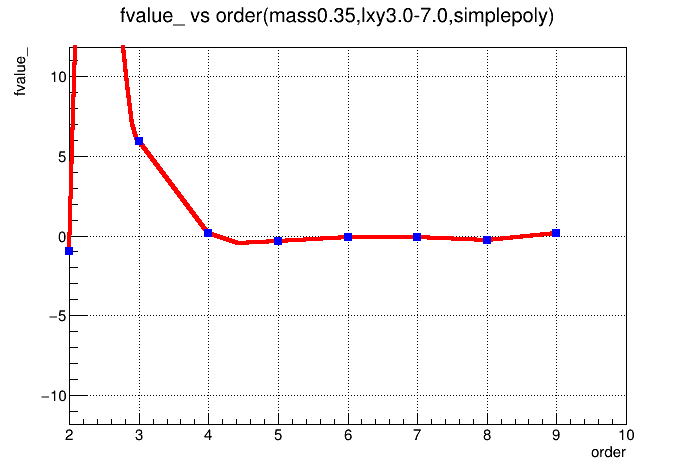 fvalue_ vs order(mass0.35,lxy3.0-7.0,simplepoly)
fvalue_
10
5
0
−5
−10
2 3 4 5 6 7 8 9 10
order